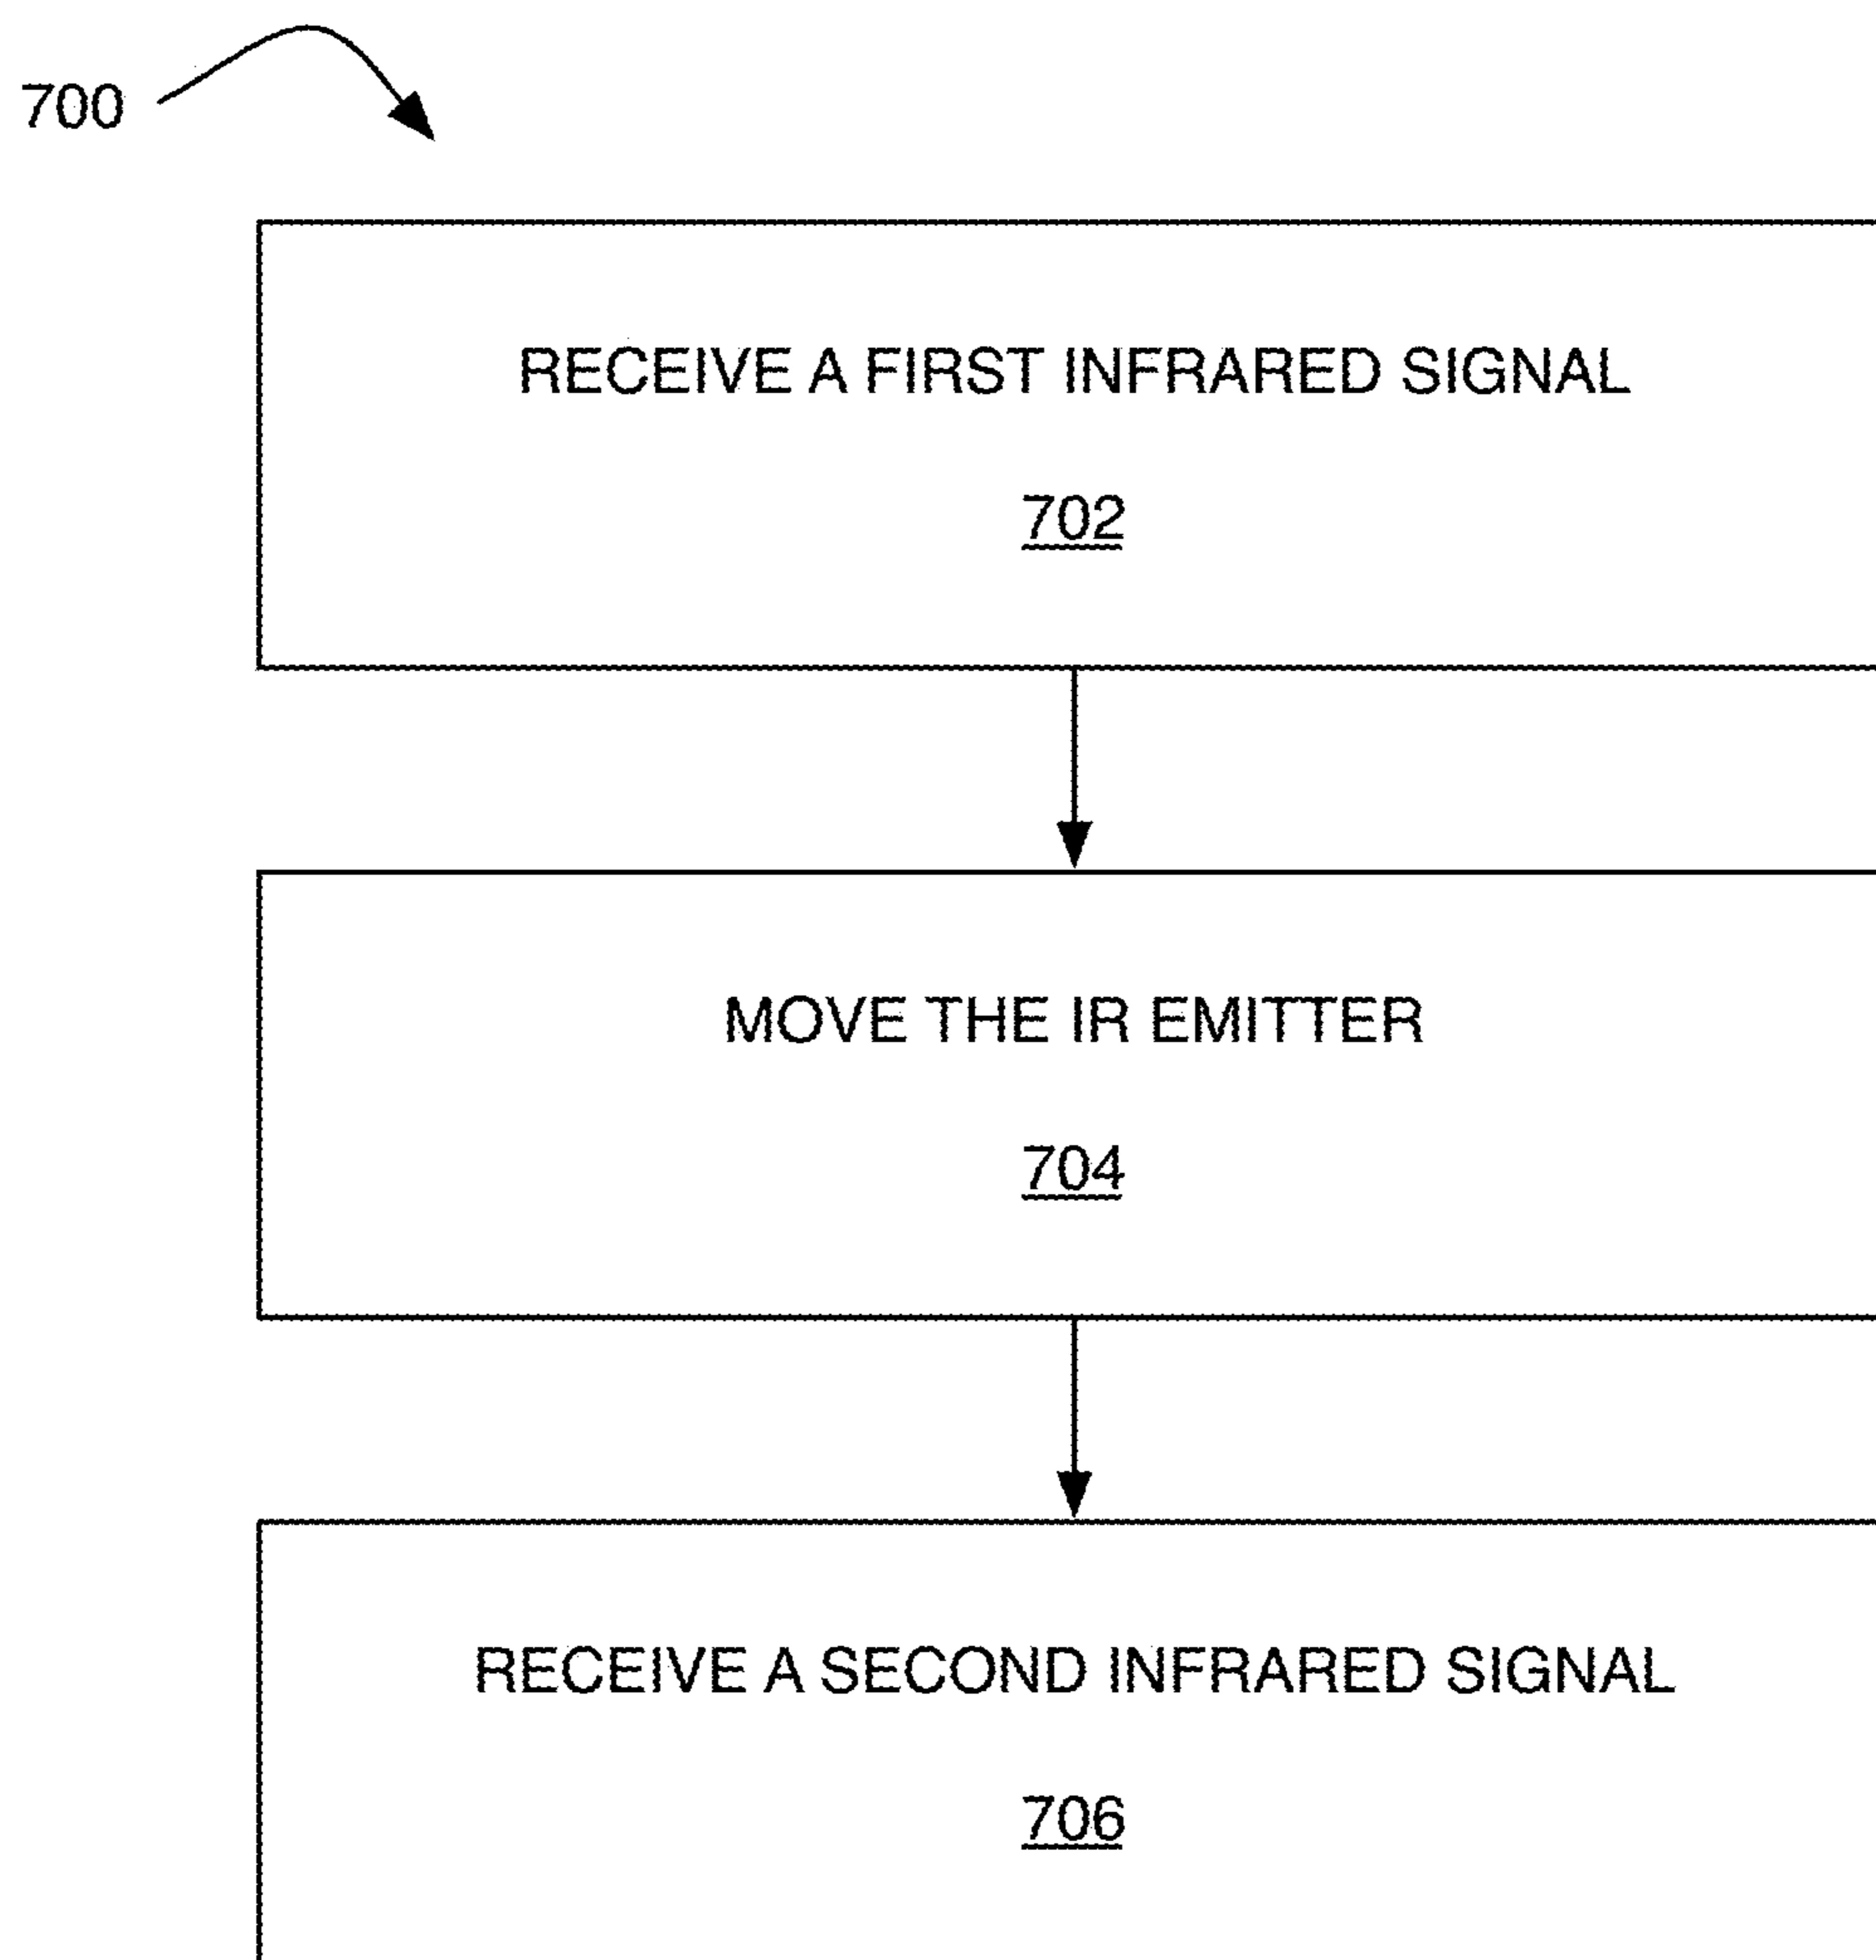 700
RECEIVE A FIRST INFRARED SIGNAL
702
MOVE THE IR EMITTER
704
RECEIVE A SECOND INFRARED SIGNAL
706